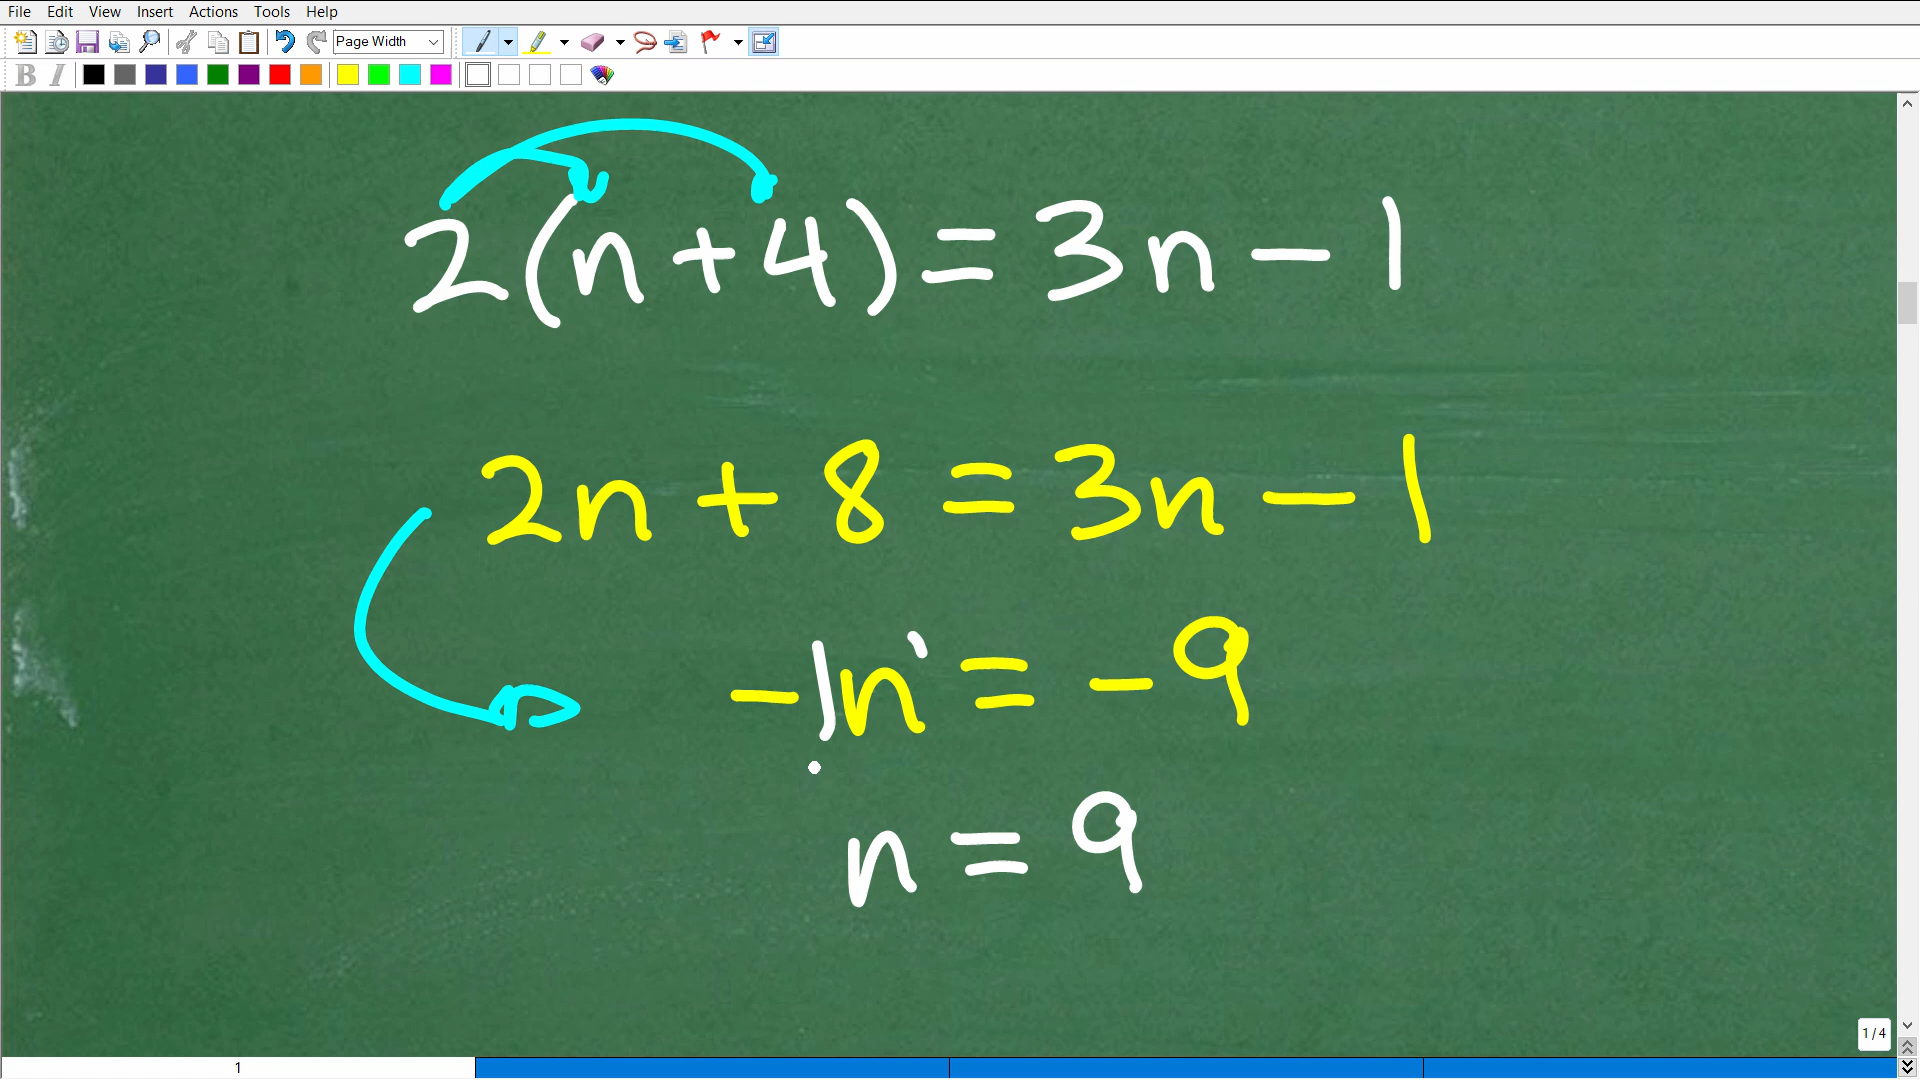 File Edit View Insert Actions Tools Help
Page Width
B I
2(n+4)=3n-1
2n+8=3n-1
-1n=-9
n=9
1/4
1